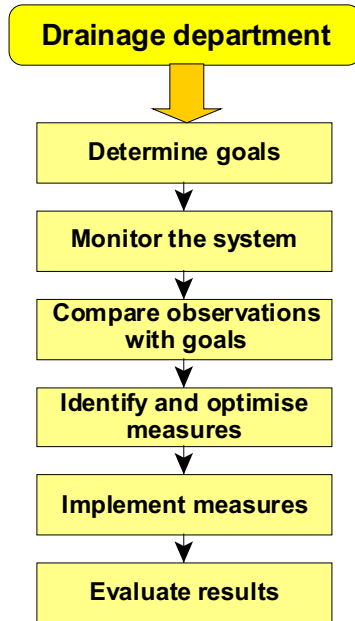 Drainage department
Determine goals
Monitor the system
Compare observations
with goals
Identify and optimise
measures
Implement measures
Evaluate results